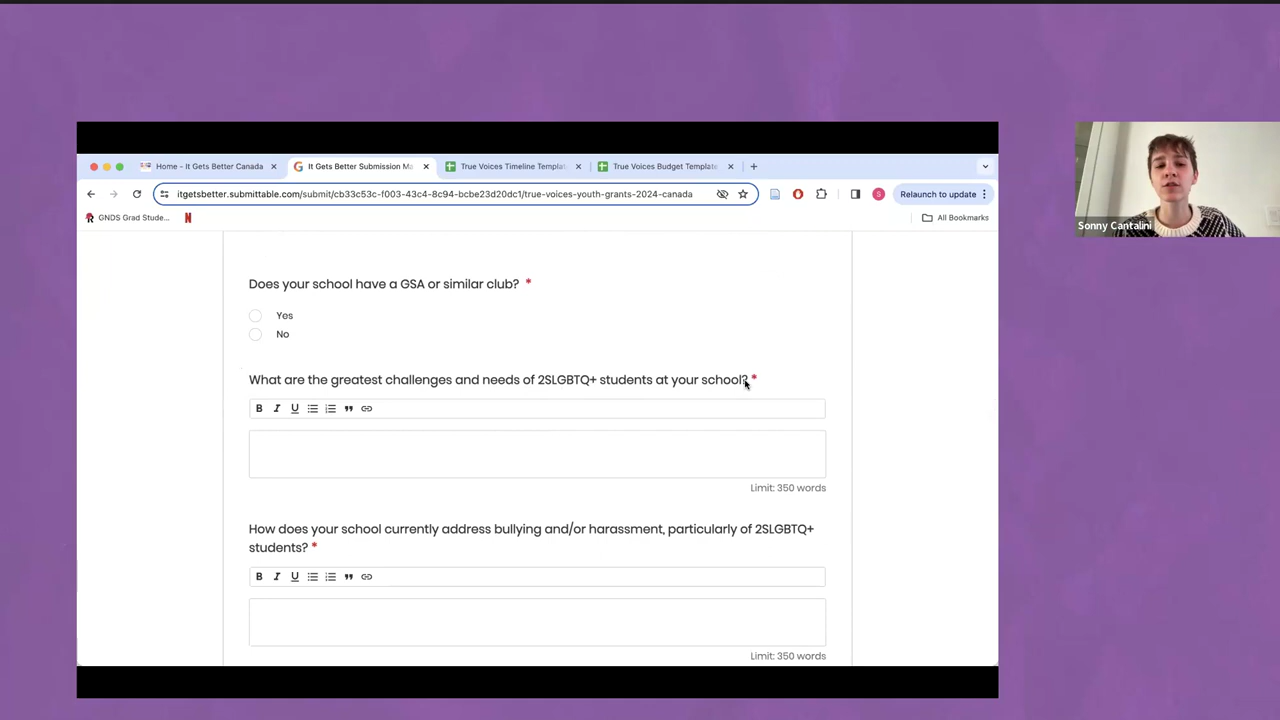 Home - It Gets Better Canada
It Gets Better Submission Ma
True Voices Timeline Templat
True Voices Budget Template
itgetsbetter.submittable.com/submit/cb33c53c-f003-43c4-8c94-bcbe23d20dc1/true-voices-youth-grants-2024-canada
S
Relaunch to update
GNDS Grad Stude...
N
All Bookmarks
Does your school have a GSA or similar club? *
Yes
No
What are the greatest challenges and needs of 2SLGBTQ+ students at your school? *
B I U
Limit: 350 words
How does your school currently address bullying and/or harassment, particularly of 2SLGBTQ+
students? *
B I U
Limit: 350 words
Sonny Cantalini